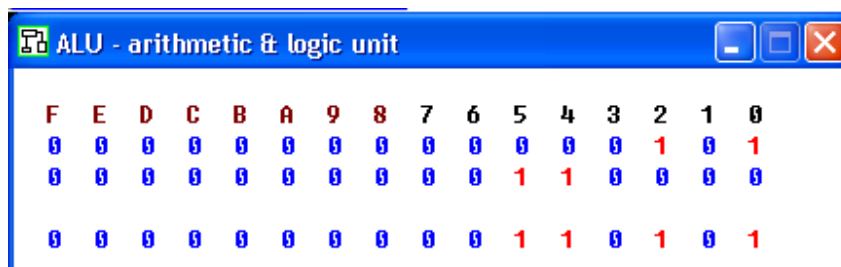 ALU - arithmetic & logic unit
F E D C B A 9 8 7 6 5 4 3 2 1 0
0 0 0 0 0 0 0 0 0 0 0 0 0 1 0 1
0 0 0 0 0 0 0 0 0 0 1 1 0 0 0 0
0 0 0 0 0 0 0 0 0 0 1 1 0 1 0 1